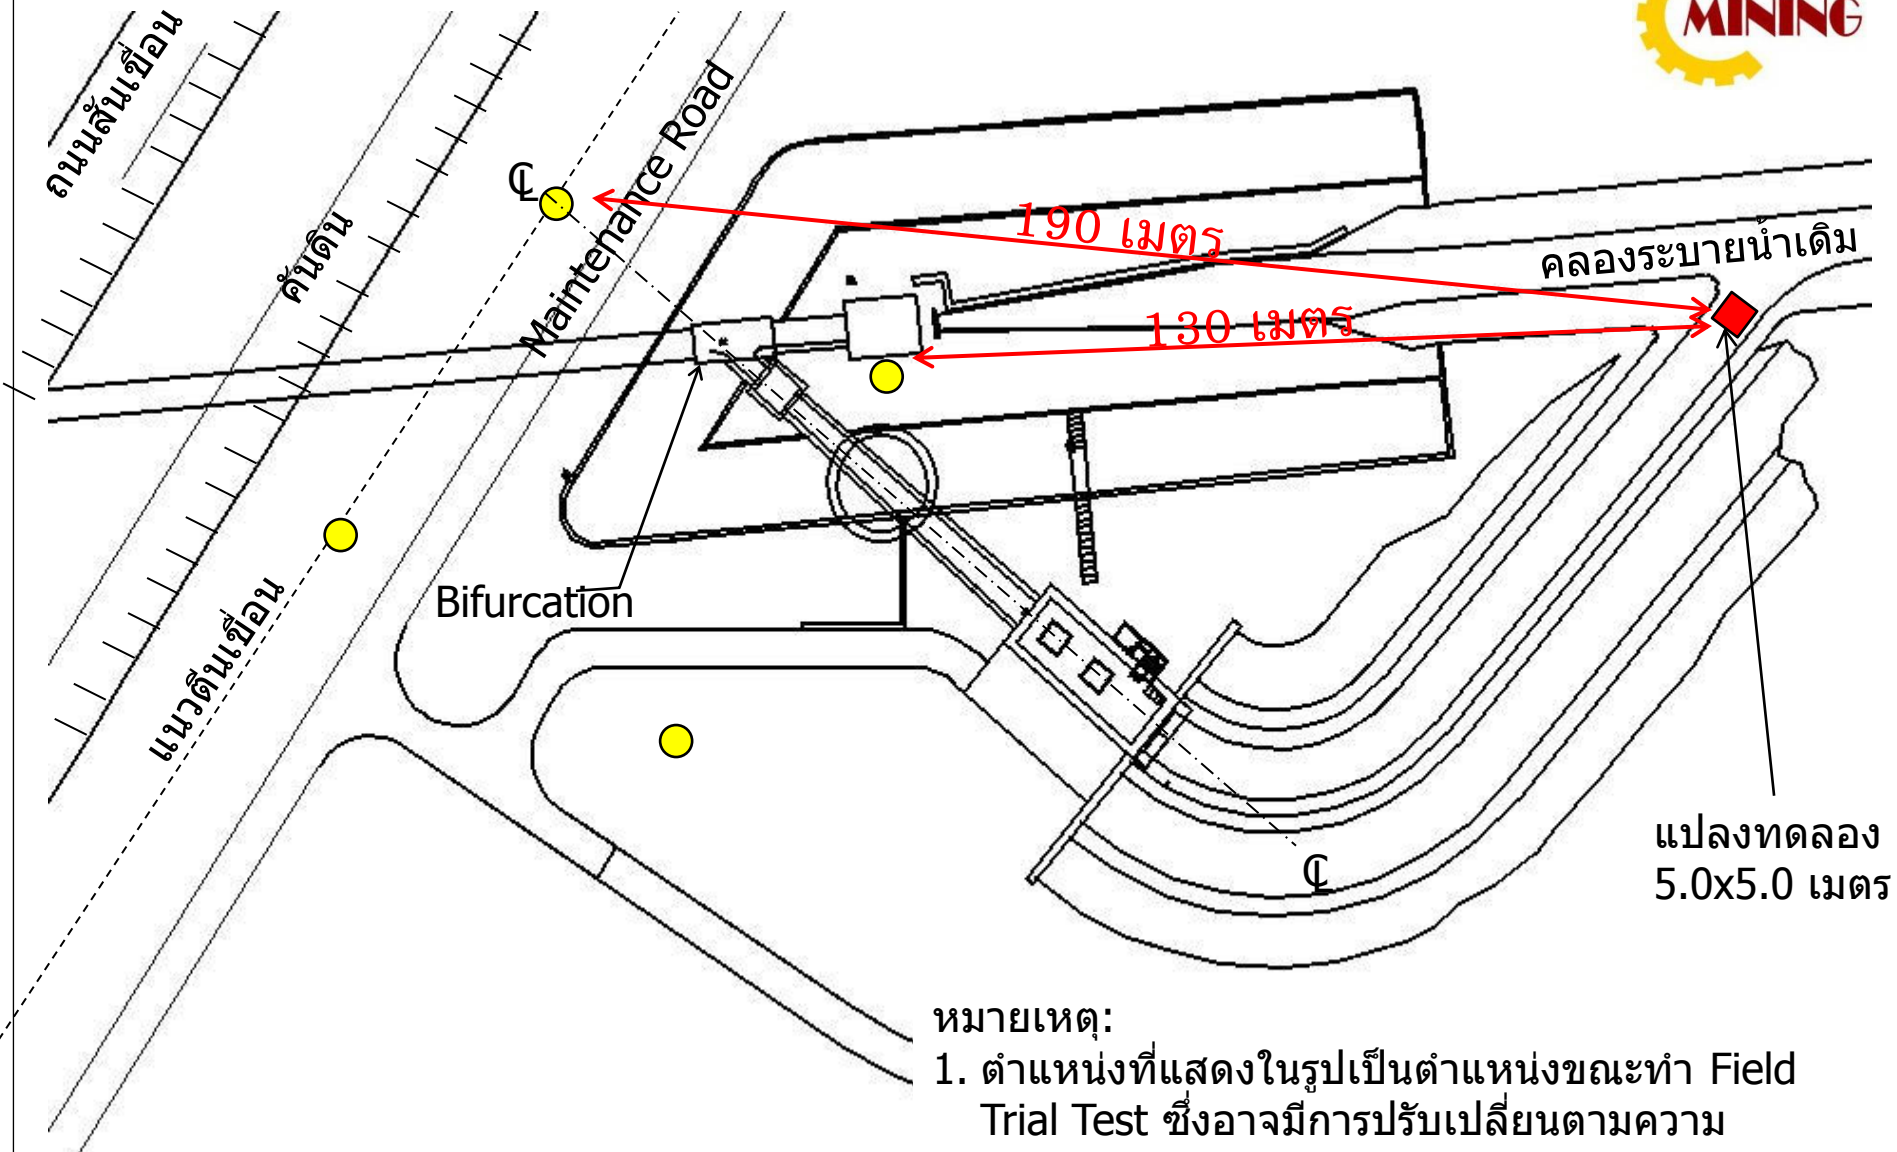 MINING
ถนนสันเขื่อน
Maintenance Road
℄
คันดิน
190 เมตร
คลองระบายน้ำเดิม
130 เมตร
Bifurcation
แนวตีนเขื่อน
แปลงทดลอง
5.0x5.0 เมตร
℄
หมายเหตุ:
1. ตำแหน่งที่แสดงในรูปเป็นตำแหน่งขณะทำ Field
Trial Test ซึ่งอาจมีการปรับเปลี่ยนตามความ